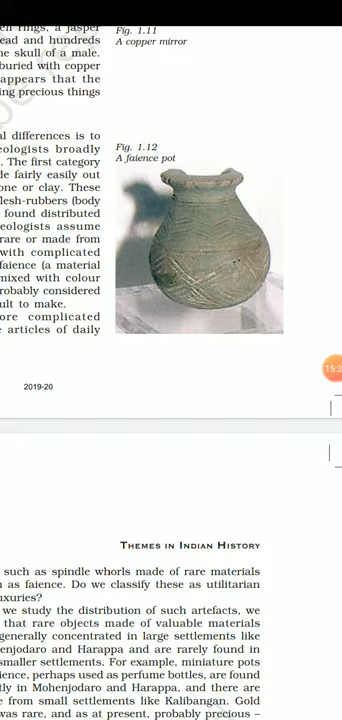 en rings, a jasper
ead and hundreds
e skull of a male.
buried with copper
appears that the
ing precious things
Fig. 1.11
A copper mirror
al differences is to
eologists broadly
. The first category
de fairly easily out
one or clay. These
flesh-rubbers (body
found distributed
eologists assume
rare or made from
with complicated
faience (a material
mixed with colour
robably considered
ult to make.
ore complicated
e articles of daily
Fig. 1.12
A faience pot
2019-20
15:3
THEMES IN INDIAN HISTORY
such as spindle whorls made of rare materials
h as faience. Do we classify these as utilitarian
uxuries?
we study the distribution of such artefacts, we
that rare objects made of valuable materials
generally concentrated in large settlements like
enjodaro and Harappa and are rarely found in
smaller settlements. For example, miniature pots
ience, perhaps used as perfume bottles, are found
tly in Mohenjodaro and Harappa, and there are
e from small settlements like Kalibangan. Gold
was rare, and as at present, probably precious –